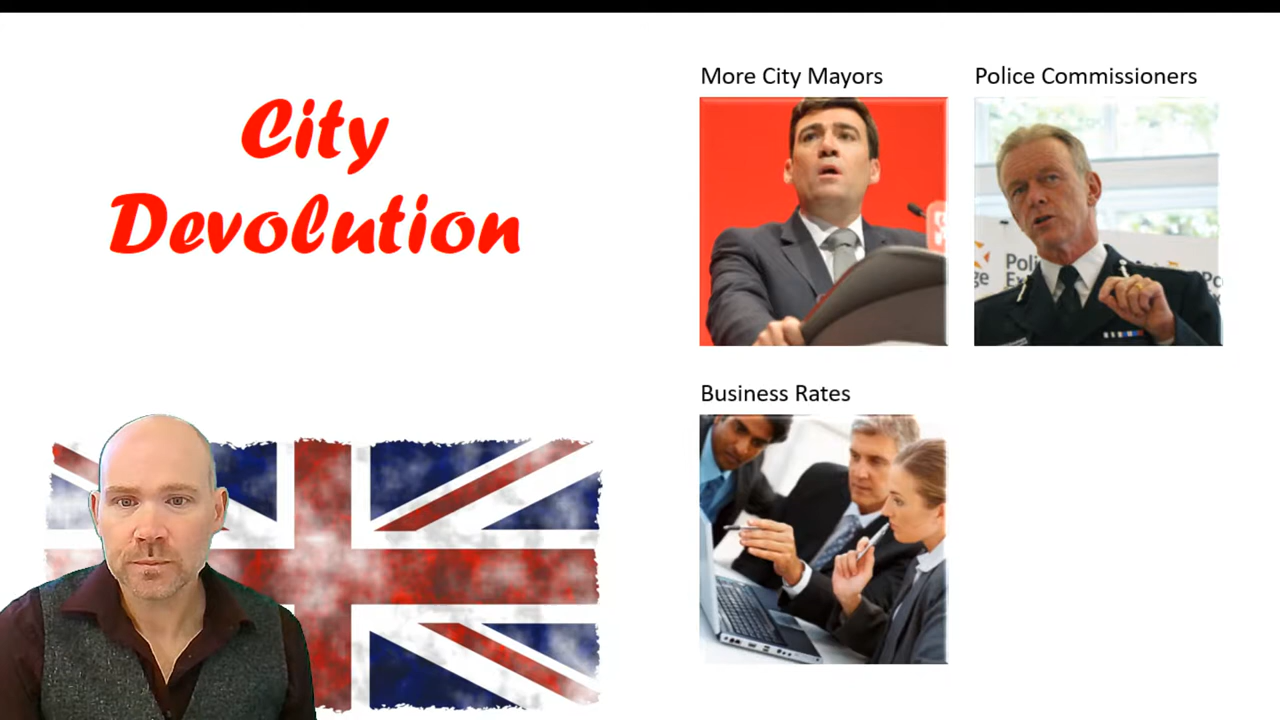 City
Devolution
More City Mayors
Police Commissioners
Business Rates